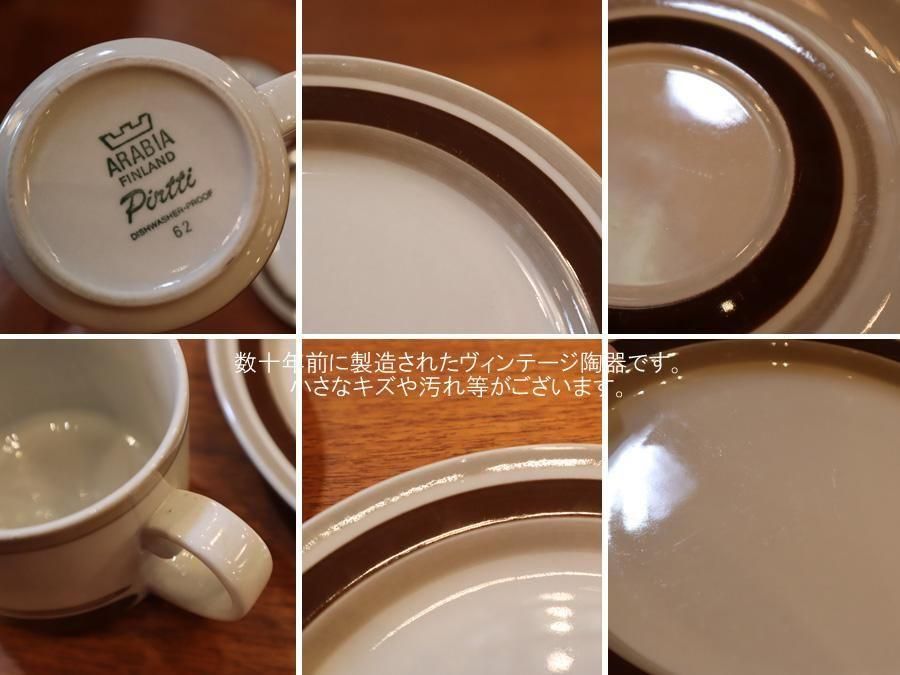 ARABIA
FINLAND
Pirtti
DISHWASHER-PROOF
62
数十年前に製造されたヴィンテージ陶器です。
小さなキズや汚れ等がございます。